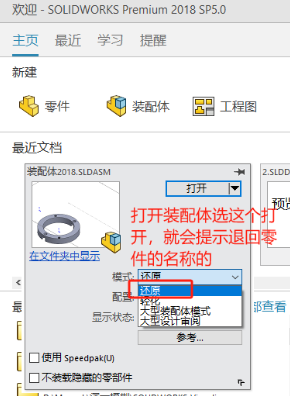 欢迎 - SOLIDWORKS Premium 2018 SP5.0
主页 最近 学习 提醒
新建
零件 装配体 工程图
最近文档
装配体2018.SLDASM
2.SLDD
打开
打开装配体选这个打
开，就会提示退回零
件的名称的
预览
在文件夹中显示
模式: 还原
还原
配置: 轻化
大型装配体模式
显示状态: 大型设计审阅
部查看
参考...
使用 Speedpak(U)
不装载隐藏的零部件